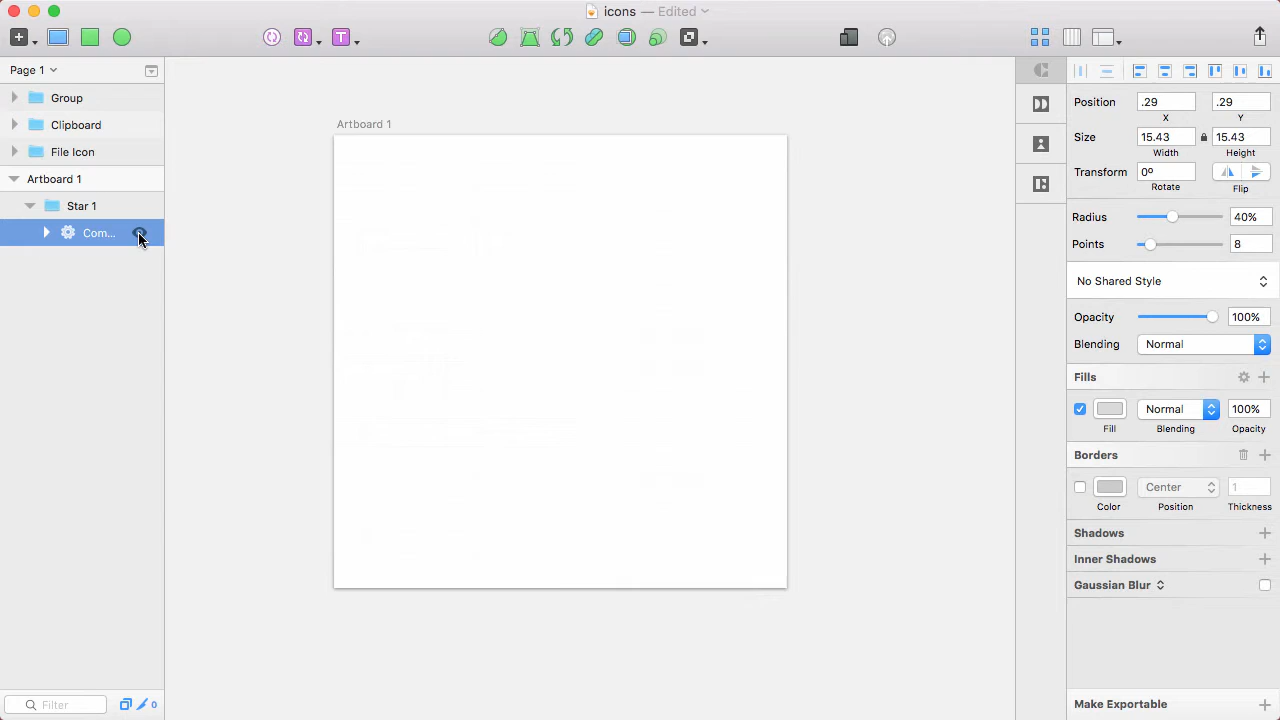 icons — Edited
Page 1
Group
Clipboard
File Icon
Artboard 1
Star 1
Com...
Filter
0
Artboard 1
Position .29 .29
X Y
Size 15.43 15.43
Width Height
Transform 0º
Rotate Flip
Radius 40%
Points 8
No Shared Style
Opacity 100%
Blending Normal
Fills
Normal 100%
Fill Blending Opacity
Borders
Center 1
Color Position Thickness
Shadows
Inner Shadows
Gaussian Blur
Make Exportable